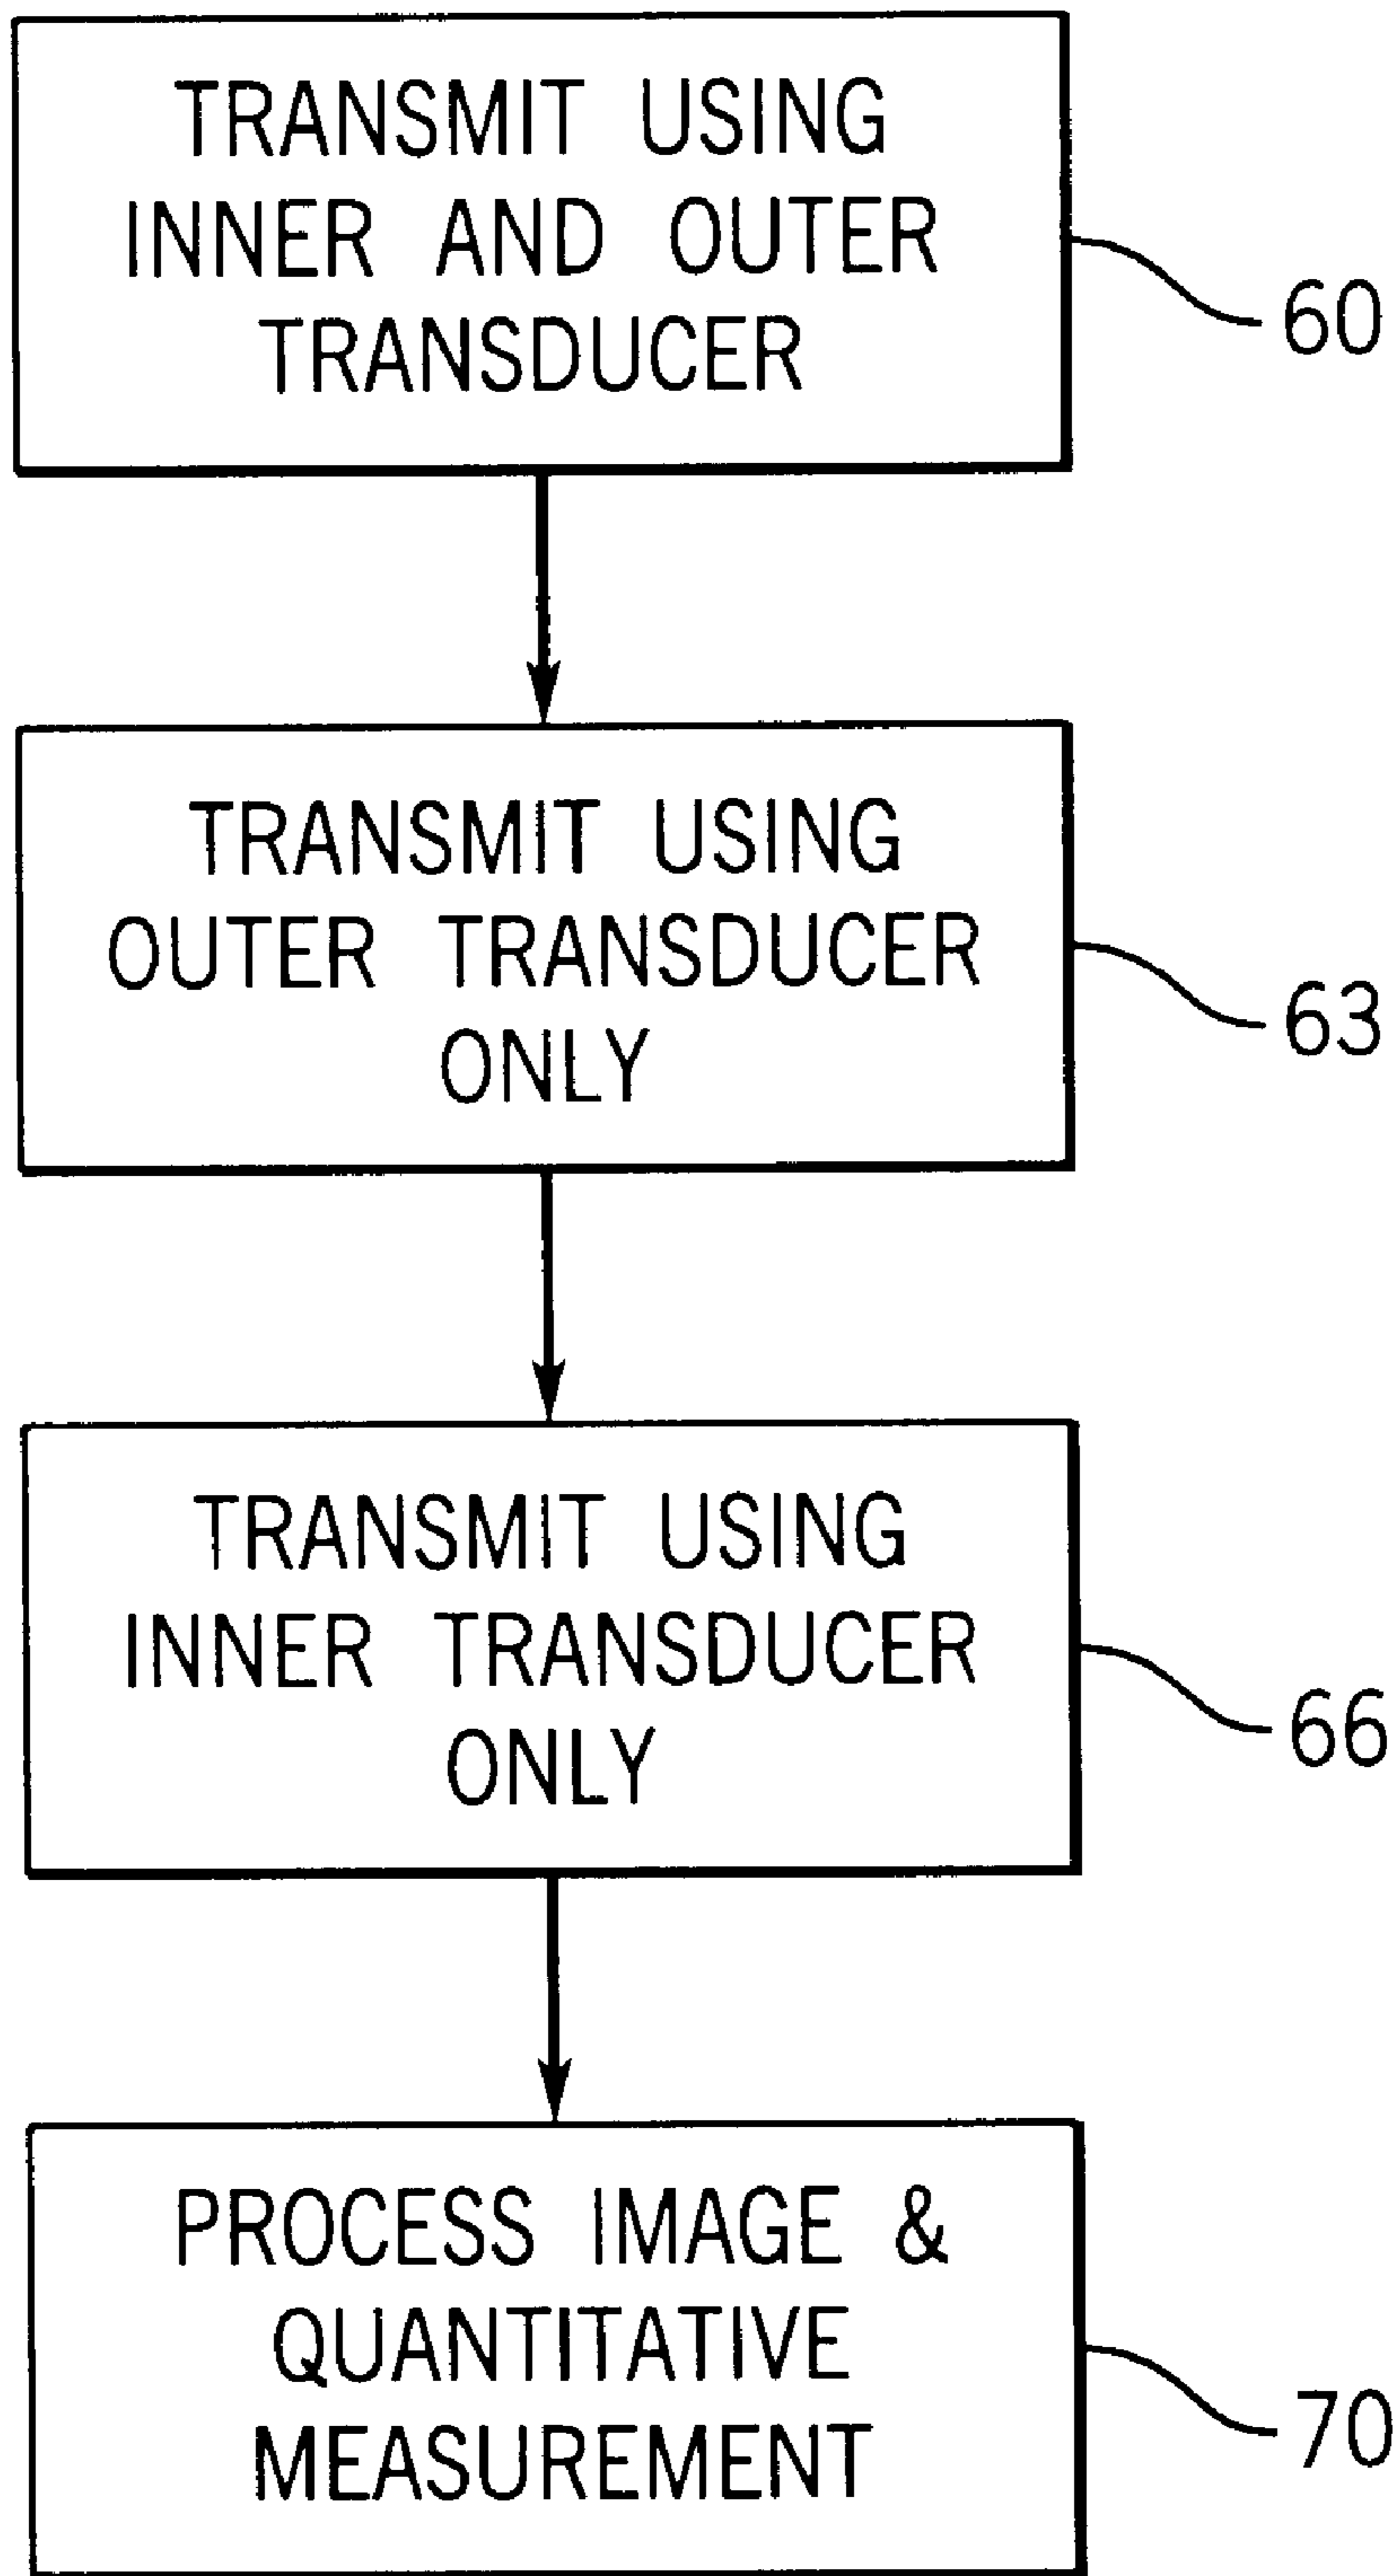 TRANSMIT USING
INNER AND OUTER
TRANSDUCER
60
TRANSMIT USING
OUTER TRANSDUCER
ONLY
63
TRANSMIT USING
INNER TRANSDUCER
ONLY
66
PROCESS IMAGE &
QUANTITATIVE
MEASUREMENT
70